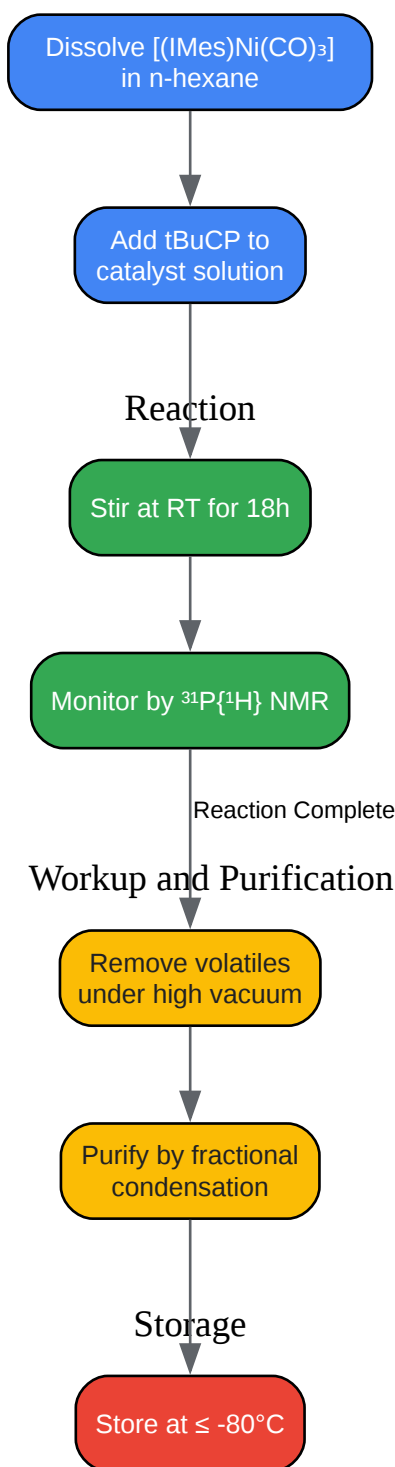 Dissolve [(IMes)Ni(CO)₃]
in n-hexane
Add tBuCP to
catalyst solution
Reaction
Stir at RT for 18h
Monitor by ³¹P{¹H} NMR
Reaction Complete
Workup and Purification
Remove volatiles
under high vacuum
Purify by fractional
condensation
Storage
Store at ≤ -80°C